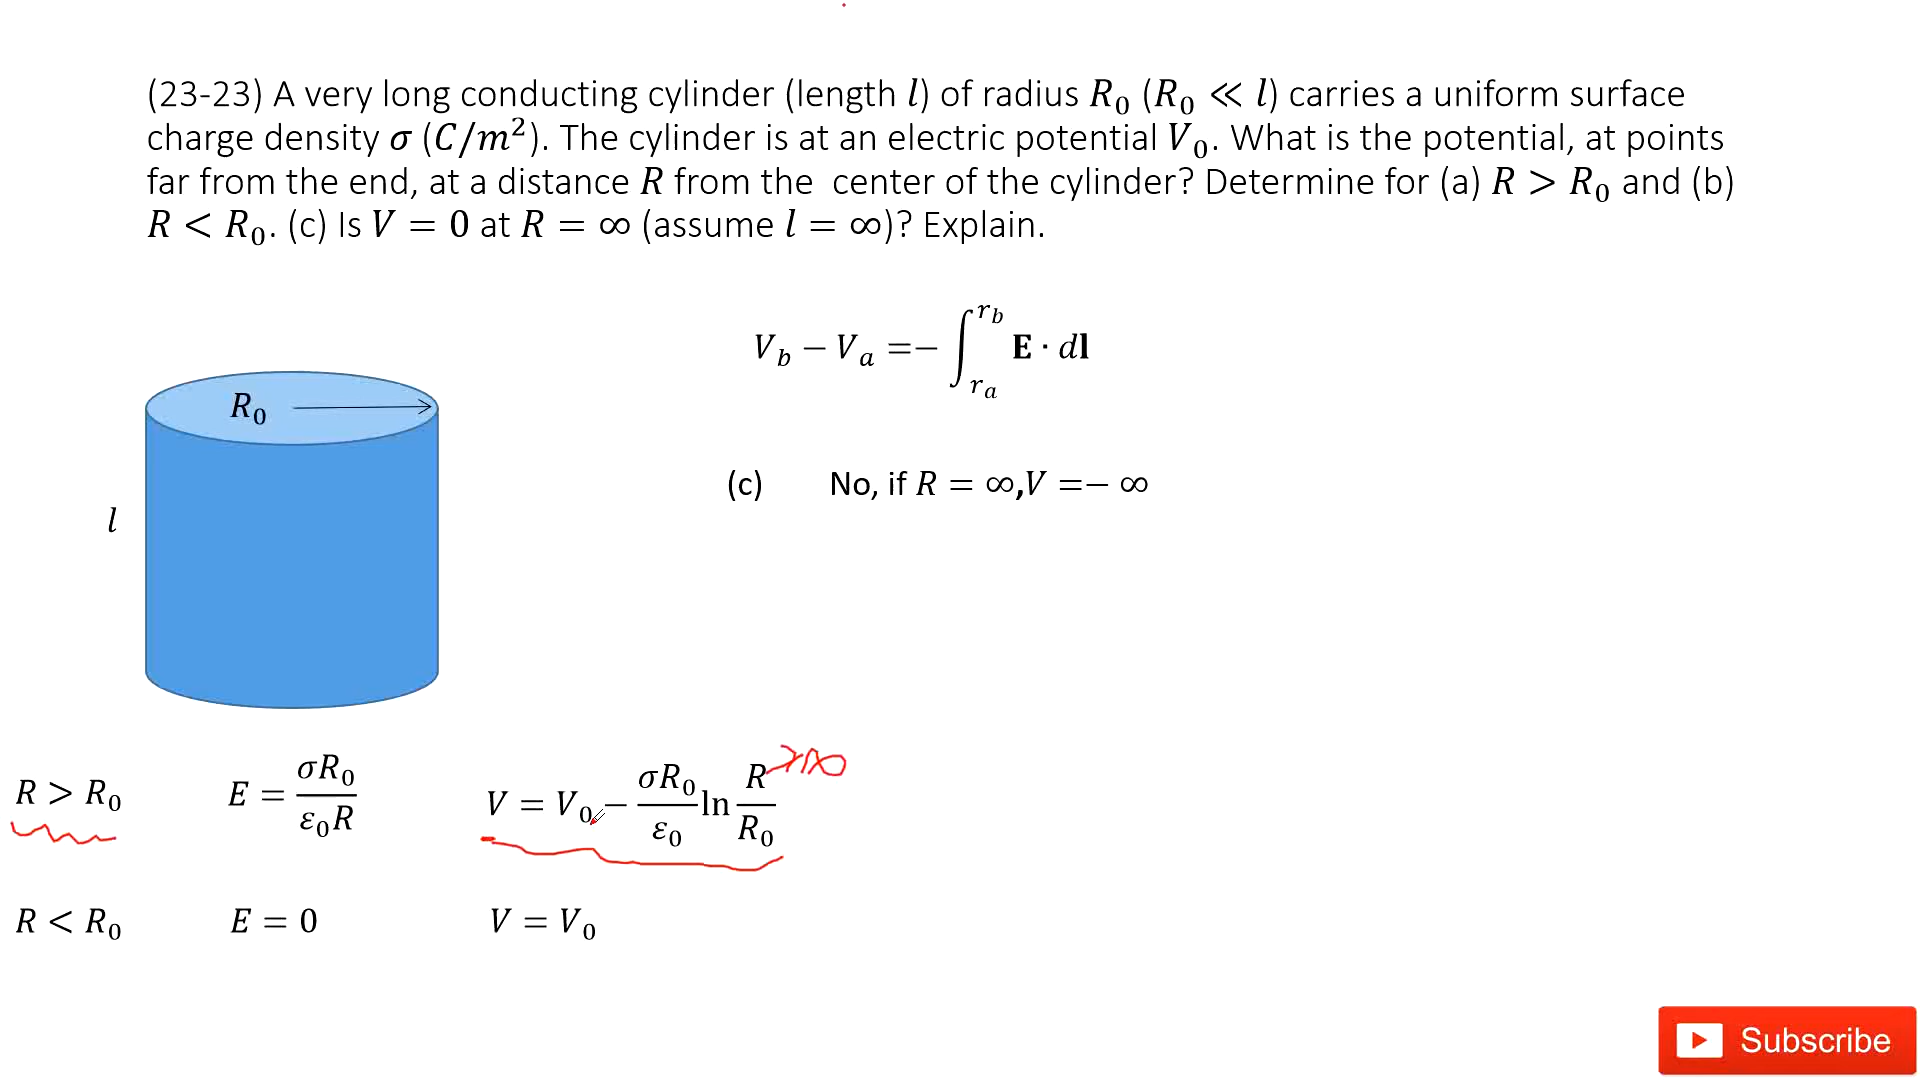 (23-23) A very long conducting cylinder (length l) of radius R₀ (R₀ ≪ l) carries a uniform surface
charge density σ (C/m²). The cylinder is at an electric potential V₀. What is the potential, at points
far from the end, at a distance R from the center of the cylinder? Determine for (a) R > R₀ and (b)
R < R₀. (c) Is V = 0 at R = ∞ (assume l = ∞)? Explain.
V_b − V_a =− ∫_{r_a}^{r_b} E · dl
R₀
(c) No, if R = ∞,V =− ∞
l
R > R₀ E = σR₀/(ε₀R) V = V₀ − (σR₀/ε₀) ln (R/R₀) →∞
R < R₀ E = 0 V = V₀
Subscribe